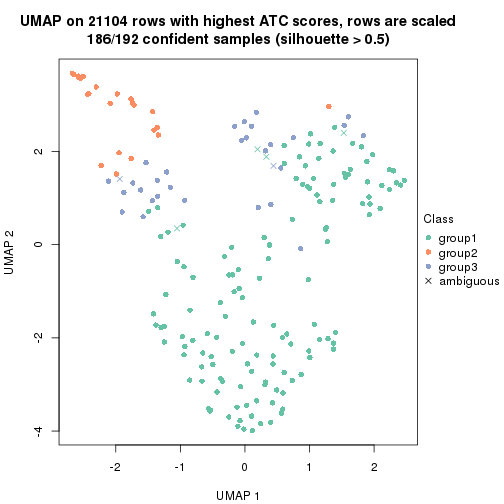 UMAP on 21104 rows with highest ATC scores, rows are scaled
186/192 confident samples (silhouette > 0.5)
2
0
-2
-4
UMAP 2
-2
-1
0
1
2
UMAP 1
Class
group1
group2
group3
ambiguous